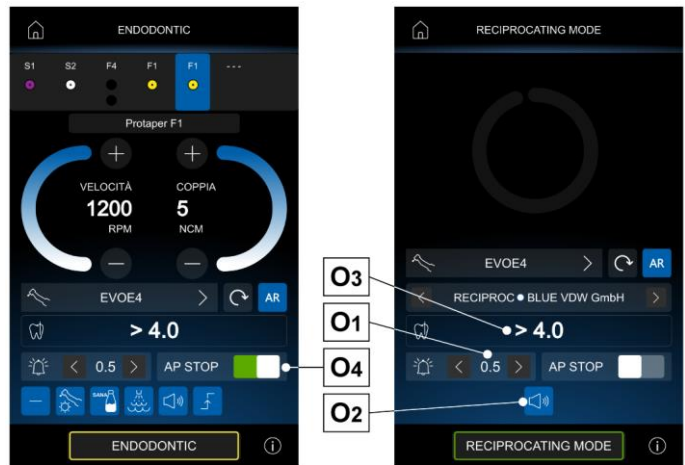 ENDODONTIC
S1 S2 F4 F1 F1 ---
Protaper F1
VELOCITÀ COPPIA
1200 5
RPM NCM
EVOE4 > AR
> 4.0
< 0.5 > AP STOP
SANA
ENDODONTIC
O3
O1
O4
O2
RECIPROCATING MODE
EVOE4 > AR
< RECIPROC BLUE VDW GmbH >
> 4.0
< 0.5 > AP STOP
RECIPROCATING MODE